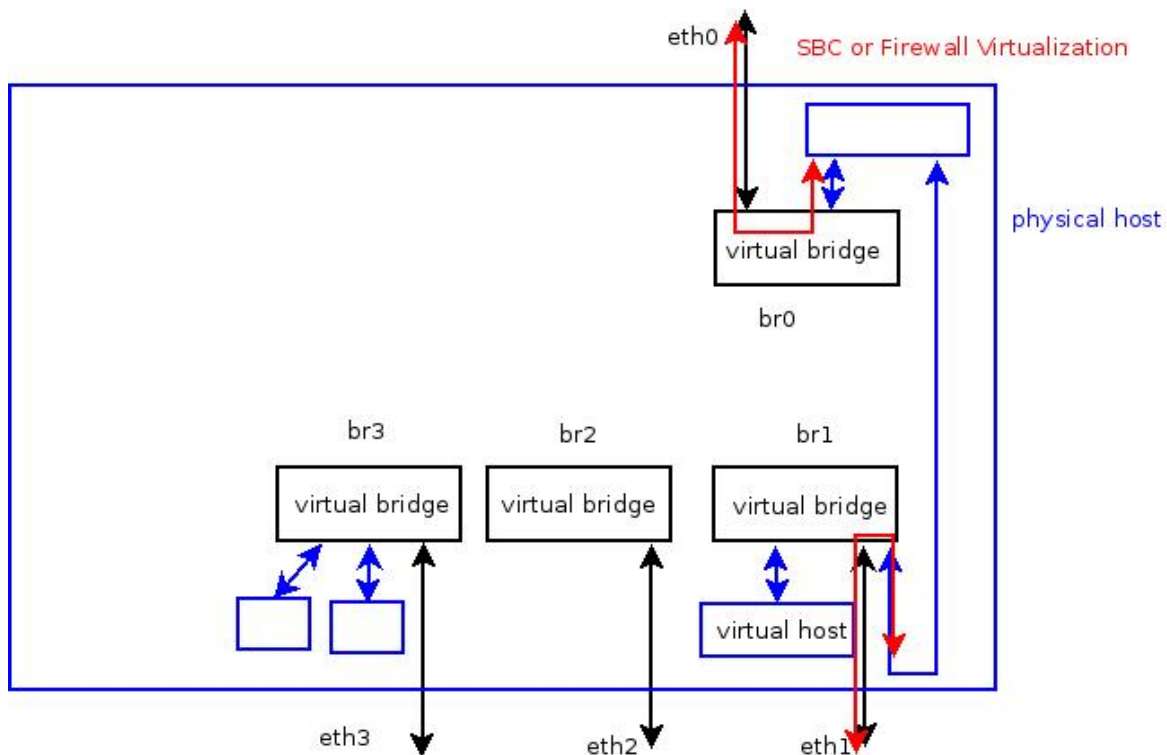 eth0
SBC or Firewall Virtualization
physical host
virtual bridge
br0
br3
br2
br1
virtual bridge
virtual bridge
virtual bridge
virtual host
eth3
eth2
eth1